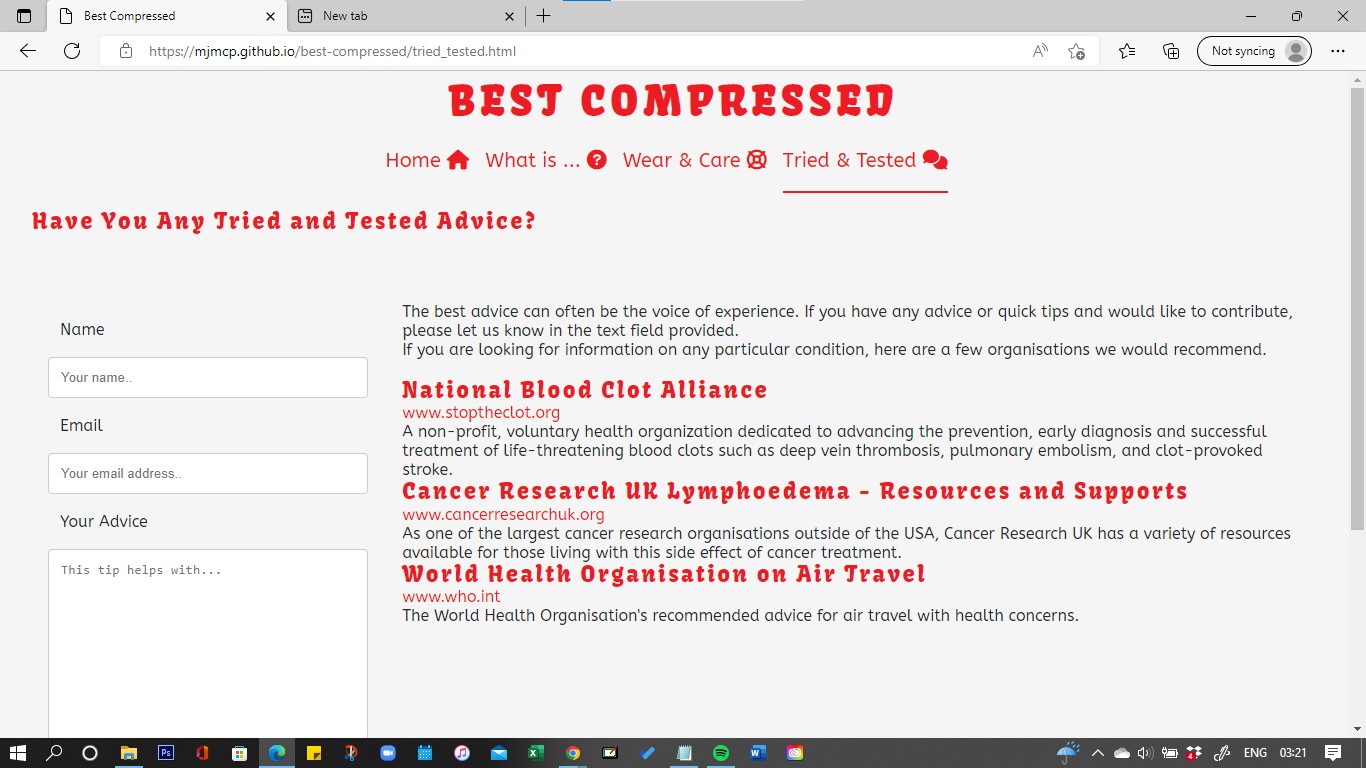 Best Compressed
New tab
https://mjmcp.github.io/best-compressed/tried_tested.html
Not syncing
BEST COMPRESSED
Home What is ... Wear & Care Tried & Tested
Have You Any Tried and Tested Advice?
Name
Your name..
Email
Your email address..
Your Advice
This tip helps with...
The best advice can often be the voice of experience. If you have any advice or quick tips and would like to contribute,
please let us know in the text field provided.
If you are looking for information on any particular condition, here are a few organisations we would recommend.
National Blood Clot Alliance
www.stoptheclot.org
A non-profit, voluntary health organization dedicated to advancing the prevention, early diagnosis and successful
treatment of life-threatening blood clots such as deep vein thrombosis, pulmonary embolism, and clot-provoked
stroke.
Cancer Research UK Lymphoedema - Resources and Supports
www.cancerresearchuk.org
As one of the largest cancer research organisations outside of the USA, Cancer Research UK has a variety of resources
available for those living with this side effect of cancer treatment.
World Health Organisation on Air Travel
www.who.int
The World Health Organisation's recommended advice for air travel with health concerns.
Ps
ENG 03:21